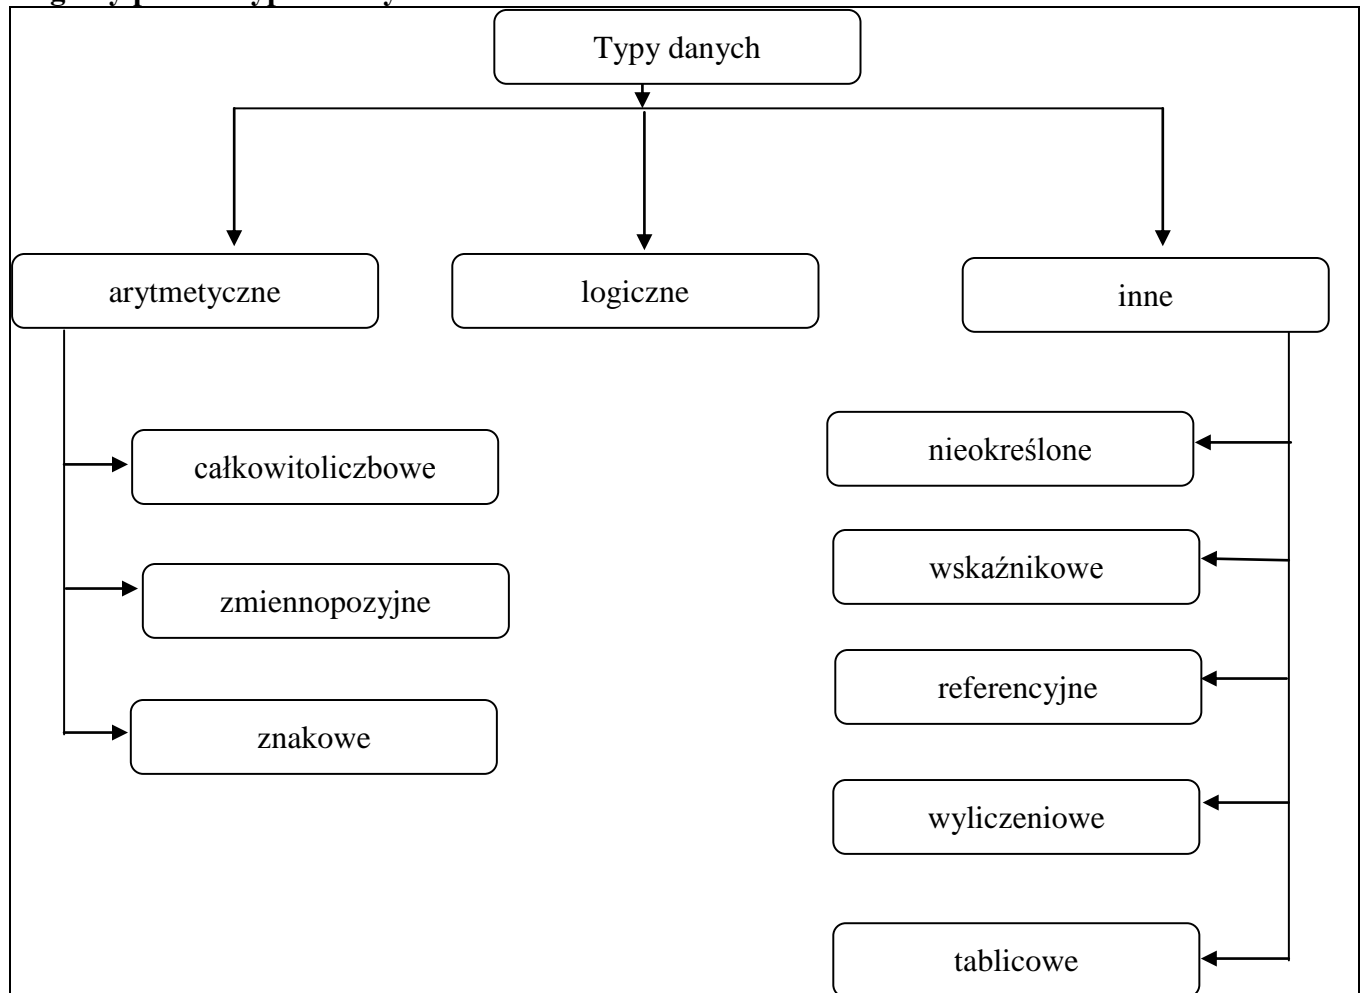 Typy danych
arytmetyczne
logiczne
inne
całkowitoliczbowe
zmiennopozyjne
znakowe
nieokreślone
wskaźnikowe
referencyjne
wyliczeniowe
tablicowe